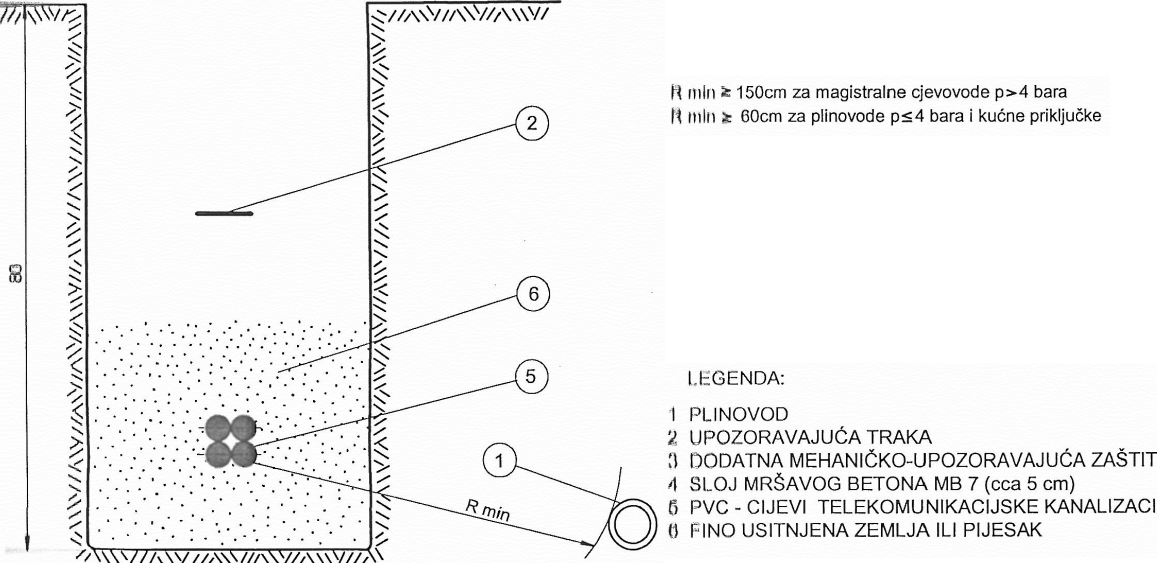 R min ≥ 150cm za magistralne cjevovode p>4 bara
R min ≥ 60cm za plinovode p≤4 bara i kućne priključke
2
80
6
5
1
R min
LEGENDA:
1 PLINOVOD
2 UPOZORAVAJUĆA TRAKA
3 DODATNA MEHANIČKO-UPOZORAVAJUĆA ZAŠTIT
4 SLOJ MRŠAVOG BETONA MB 7 (cca 5 cm)
5 PVC - CIJEVI TELEKOMUNIKACIJSKE KANALIZACI
6 FINO USITNJENA ZEMLJA ILI PIJESAK